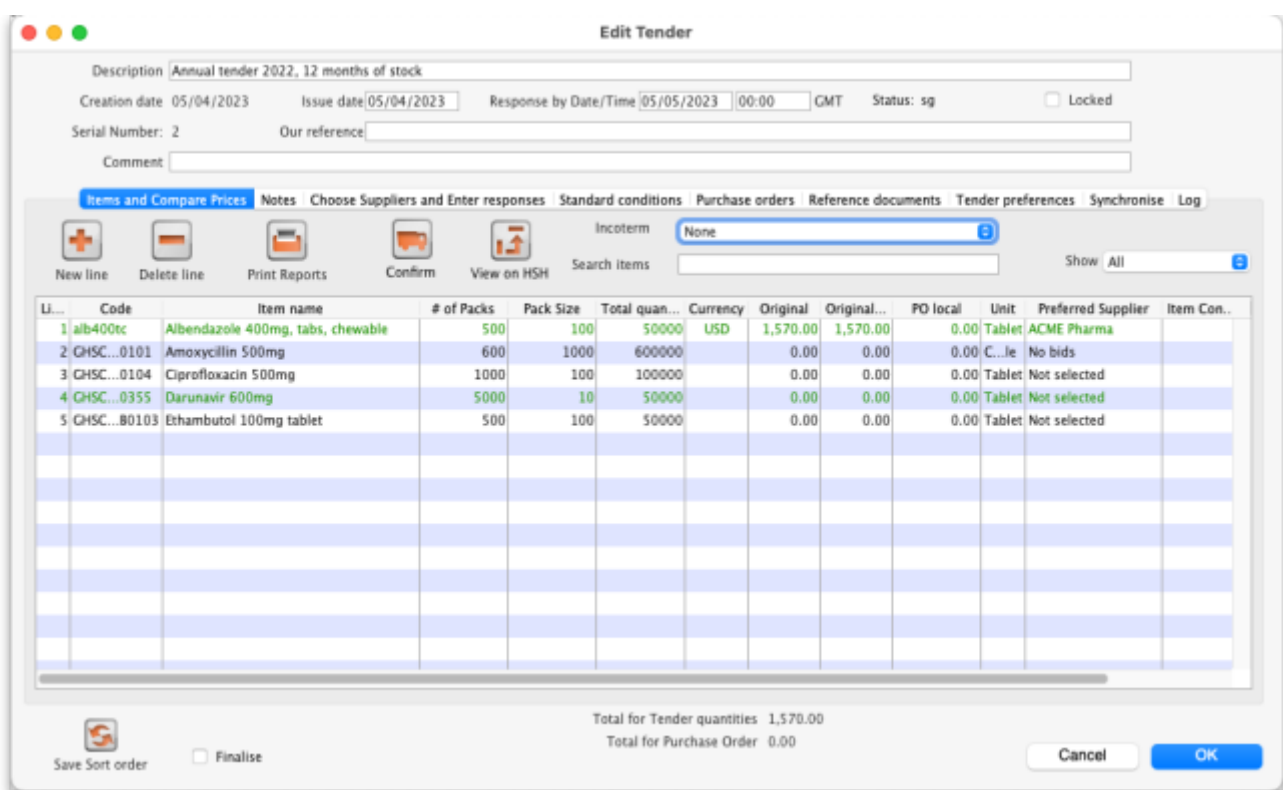 Edit Tender
Description Annual tender 2022, 12 months of stock
Creation date 05/04/2023 Issue date 05/04/2023 Response by Date/Time 05/05/2023 00:00 GMT Status: sg Locked
Serial Number: 2 Our reference
Comment
Items and Compare Prices Notes Choose Suppliers and Enter responses Standard conditions Purchase orders Reference documents Tender preferences Synchronise Log
Incoterm None
New line Delete line Print Reports Confirm View on HSH Search items Show All
Li... Code Item name # of Packs Pack Size Total quan... Currency Original Original... PO local Unit Preferred Supplier Item Con..
1 alb400tc Albendazole 400mg, tabs, chewable 500 100 50000 USD 1,570.00 1,570.00 0.00 Tablet ACME Pharma
2 GHSC...0101 Amoxycillin 500mg 600 1000 600000 0.00 0.00 0.00 C...le No bids
3 GHSC...0104 Ciprofloxacin 500mg 1000 100 100000 0.00 0.00 0.00 Tablet Not selected
4 GHSC...0355 Darunavir 600mg 5000 10 50000 0.00 0.00 0.00 Tablet Not selected
5 GHSC...80103 Ethambutol 100mg tablet 500 100 50000 0.00 0.00 0.00 Tablet Not selected
Total for Tender quantities 1,570.00
Total for Purchase Order 0.00
Save Sort order Finalise Cancel OK